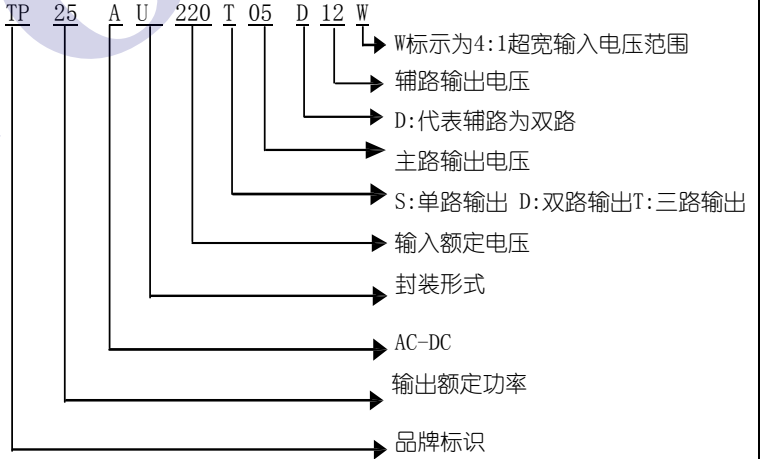 TP 25 A U 220 T 05 D 12 W
W标示为4:1超宽输入电压范围
辅路输出电压
D:代表辅路为双路
主路输出电压
S:单路输出 D:双路输出T:三路输出
输入额定电压
封装形式
AC-DC
输出额定功率
品牌标识